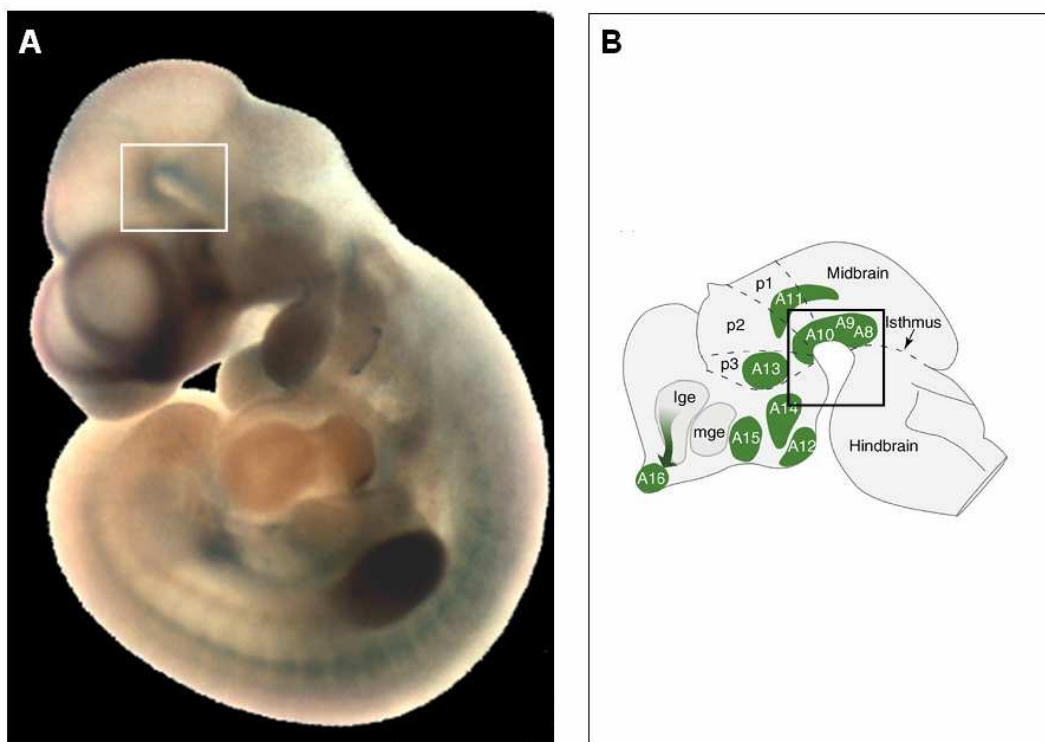 A
B
p1
Midbrain
A11
p2
A9
Isthmus
A10
A8
p3
A13
lge
A14
mge
A15
A12
Hindbrain
A16